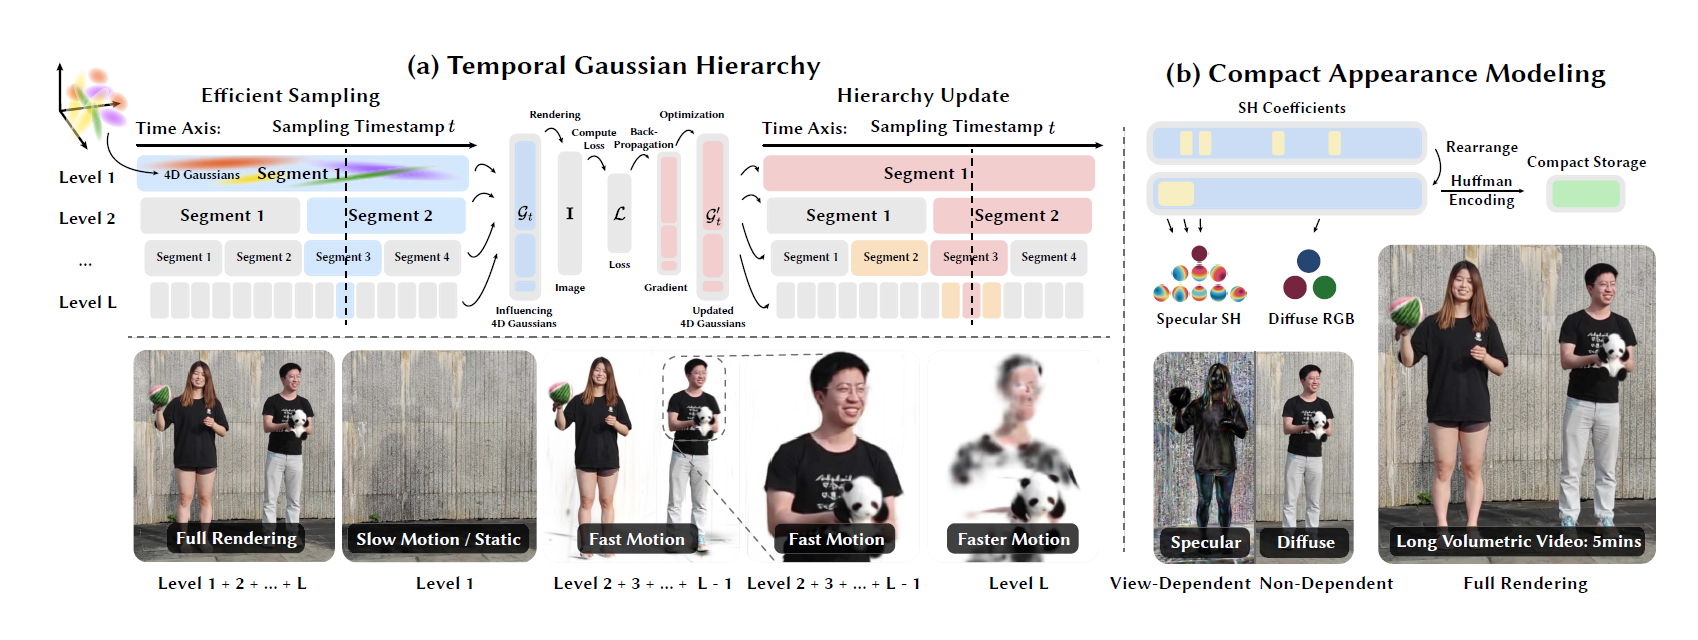 (a) Temporal Gaussian Hierarchy
Efficient Sampling
Time Axis:
Sampling Timestamp t
Level 1
4D Gaussians
Segment 1
Level 2
Segment 1
Segment 2
...
Segment 1
Segment 2
Segment 3
Segment 4
Level L
Rendering
Compute
Loss
Back-
Propagation
Optimization
𝒢t
I
ℒ
𝒢′t
Loss
Image
Gradient
Influencing
4D Gaussians
Updated
4D Gaussians
Hierarchy Update
Time Axis:
Sampling Timestamp t
Segment 1
Segment 1
Segment 2
Segment 1
Segment 2
Segment 3
Segment 4
Full Rendering
Slow Motion / Static
Fast Motion
Fast Motion
Faster Motion
Level 1 + 2 + ... + L
Level 1
Level 2 + 3 + ... + L - 1
Level 2 + 3 + ... + L - 1
Level L
(b) Compact Appearance Modeling
SH Coefficients
Rearrange
Huffman
Encoding
Compact Storage
Specular SH
Diffuse RGB
Specular
Diffuse
Long Volumetric Video: 5mins
View-Dependent
Non-Dependent
Full Rendering